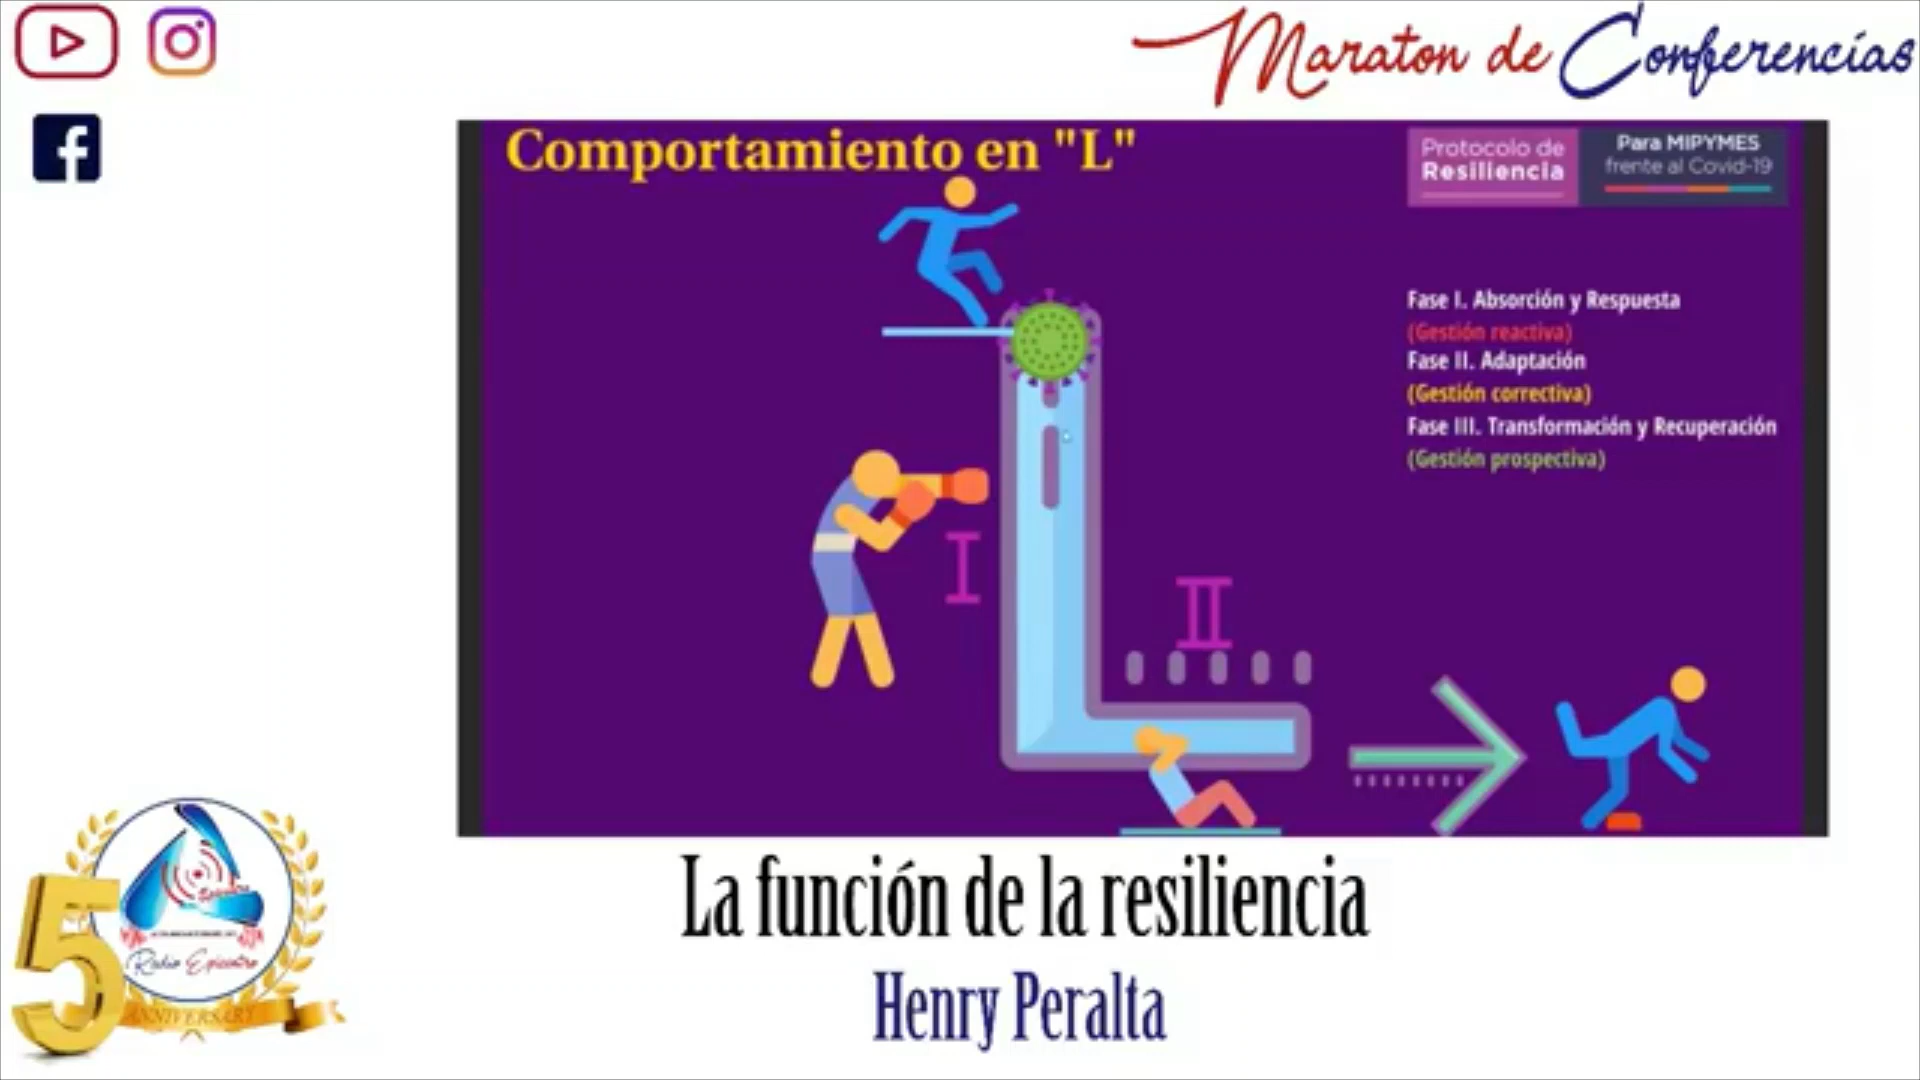 Maraton de Conferencias
Comportamiento en "L"
Protocolo de
Resiliencia
Para MIPYMES
frente al Covid-19
Fase I. Absorción y Respuesta
(Gestión reactiva)
Fase II. Adaptación
(Gestión correctiva)
Fase III. Transformación y Recuperación
(Gestión prospectiva)
I
II
La función de la resiliencia
Henry Peralta
5
Radio Epicentro
ANNIVERSARY